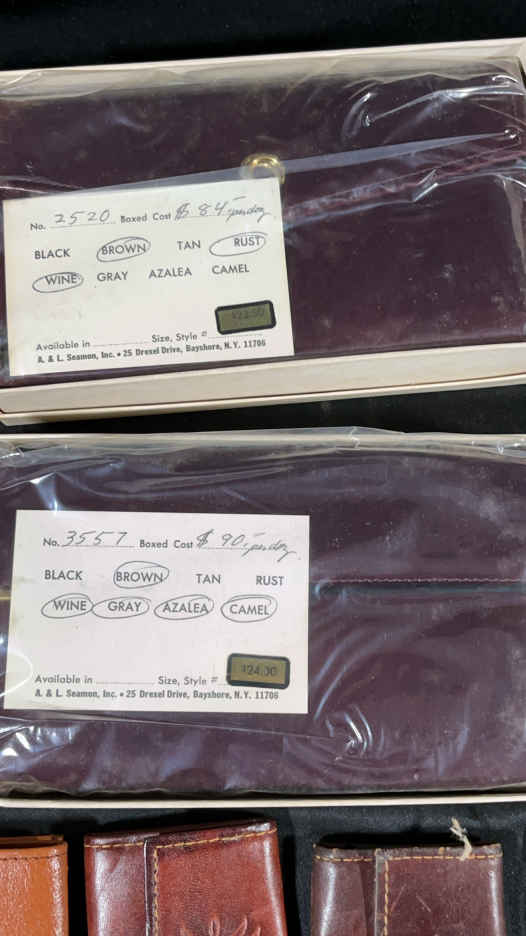 No. 2520 Boxed Cost $ 84— per doz
BLACK BROWN TAN RUST
WINE GRAY AZALEA CAMEL
$22.50
Available in Size, Style #
A. & L. Seamon, Inc. • 25 Drexel Drive, Bayshore, N.Y. 11706
No. 3557 Boxed Cost $ 90.— per doz.
BLACK BROWN TAN RUST
WINE GRAY AZALEA CAMEL
$24.00
Available in Size, Style #
A. & L. Seamon, Inc. • 25 Drexel Drive, Bayshore, N.Y. 11706